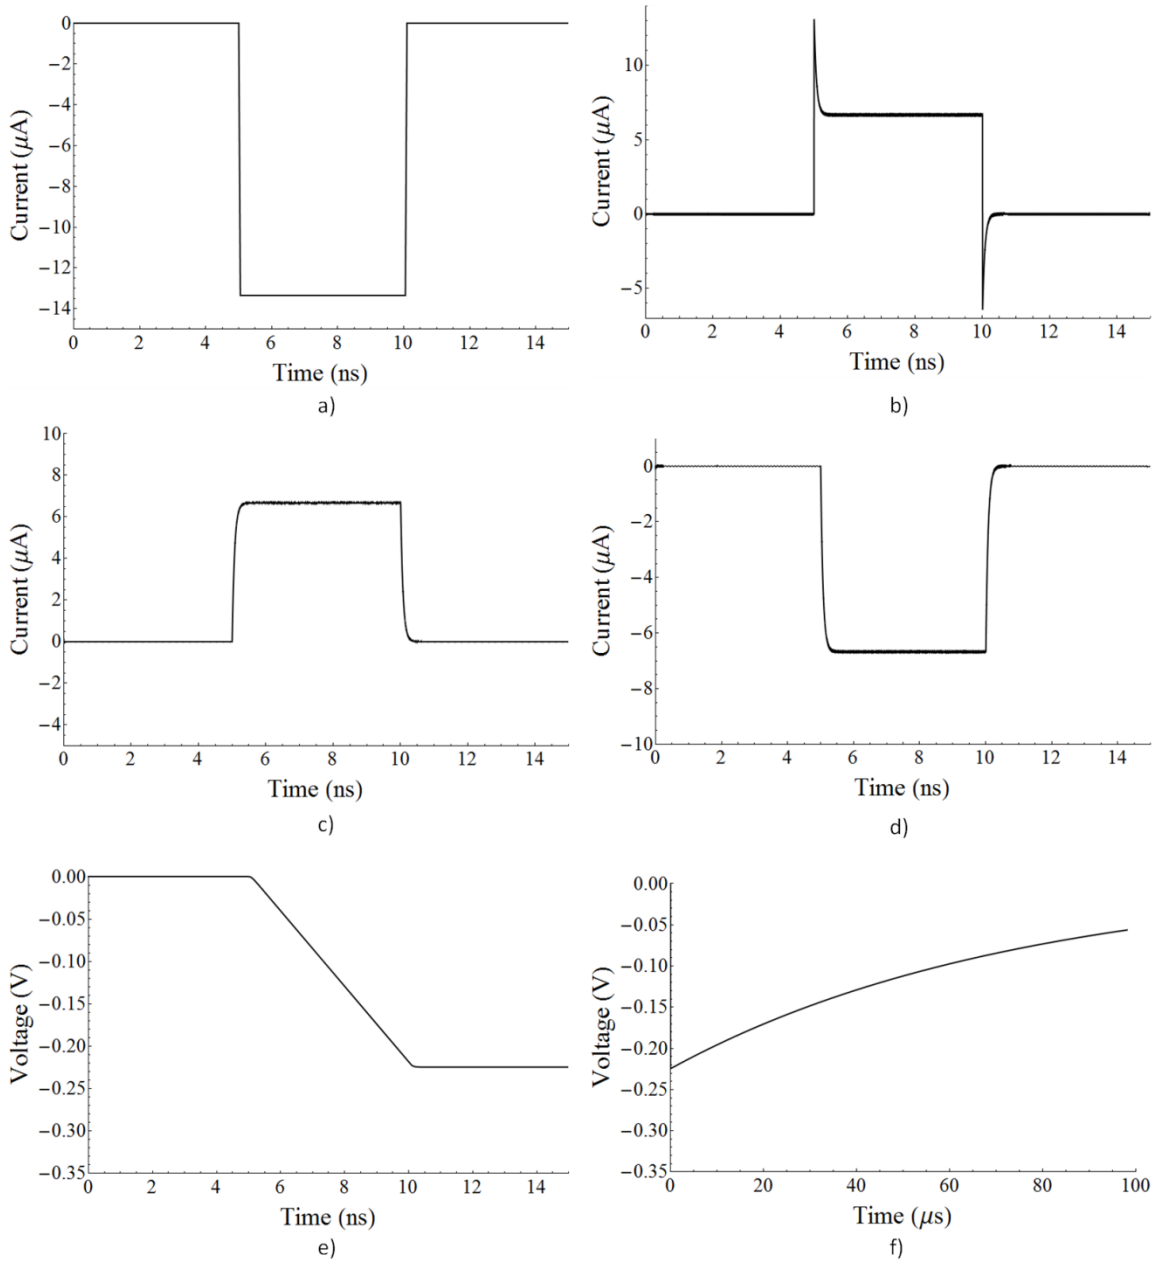 0
−2
−4
−6
−8
−10
−12
−14
Current (μA)
0 2 4 6 8 10 12 14
Time (ns)
a)
10
5
0
−5
Current (μA)
0 2 4 6 8 10 12 14
Time (ns)
b)
10
8
6
4
2
0
−2
−4
Current (μA)
0 2 4 6 8 10 12 14
Time (ns)
c)
0
−2
−4
−6
−8
−10
Current (μA)
0 2 4 6 8 10 12 14
Time (ns)
d)
0.00
−0.05
−0.10
−0.15
−0.20
−0.25
−0.30
−0.35
Voltage (V)
0 2 4 6 8 10 12 14
Time (ns)
e)
0.00
−0.05
−0.10
−0.15
−0.20
−0.25
−0.30
−0.35
Voltage (V)
0 20 40 60 80 100
Time (μs)
f)